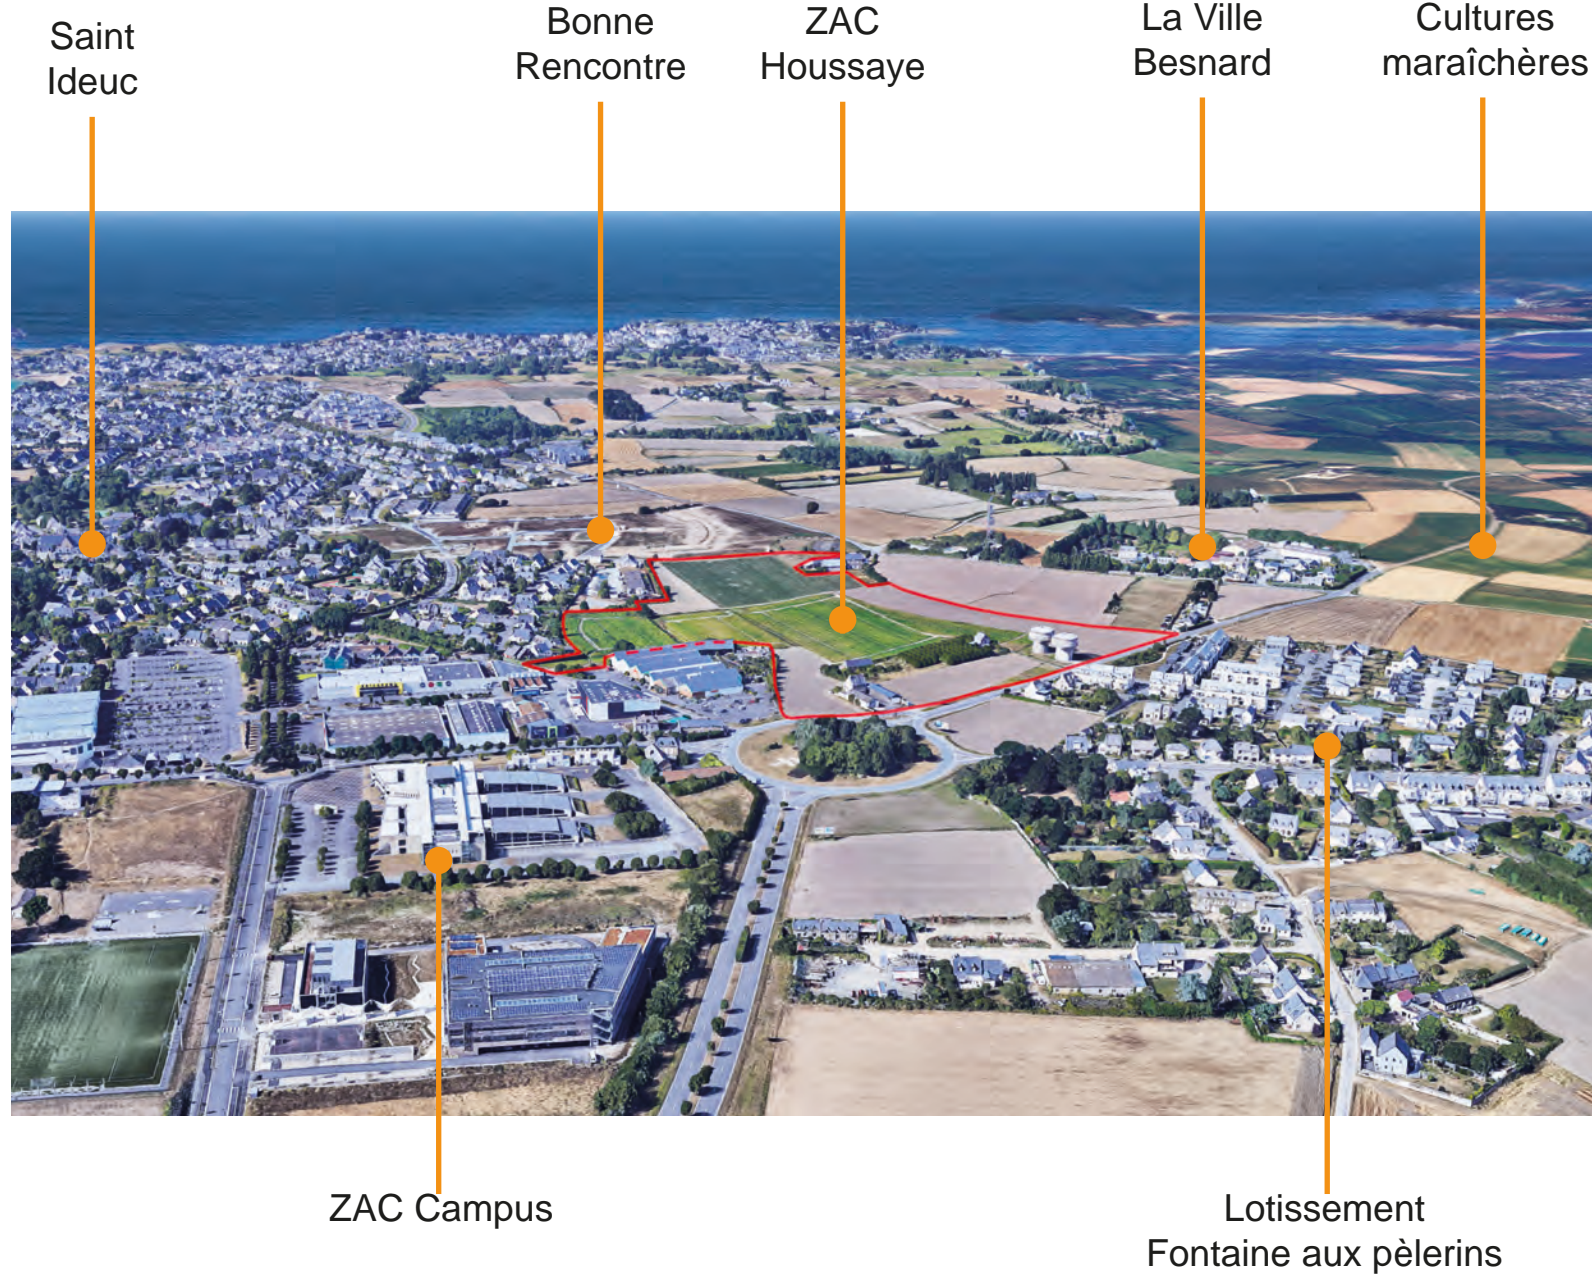 Saint
Ideuc
Bonne
Rencontre
ZAC
Houssaye
La Ville
Besnard
Cultures
maraîchères
ZAC Campus
Lotissement
Fontaine aux pèlerins